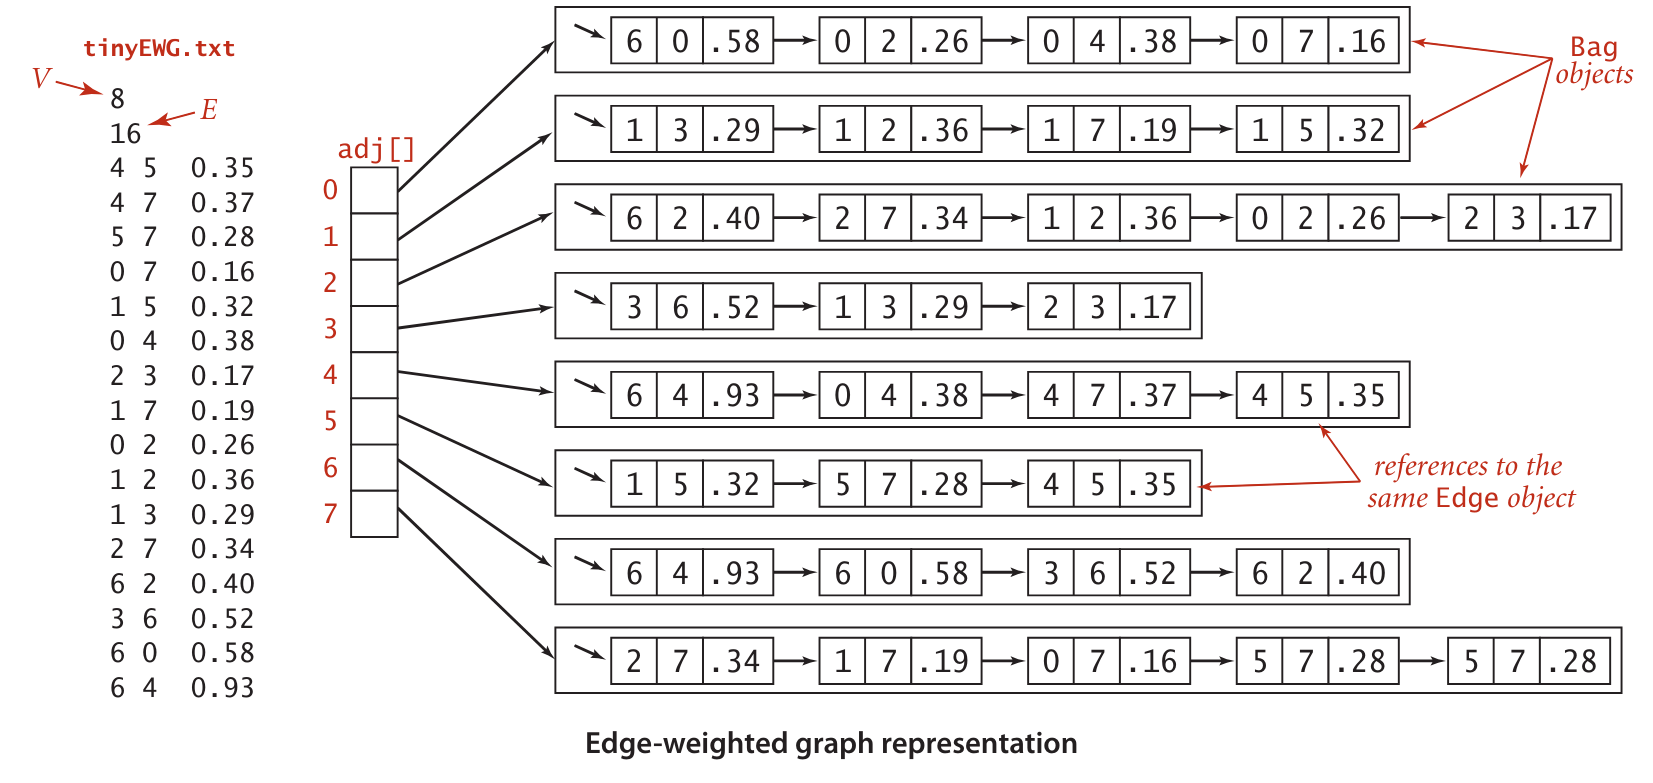 tinyEWG.txt
V
8
E
16
4 5 0.35
4 7 0.37
5 7 0.28
0 7 0.16
1 5 0.32
0 4 0.38
2 3 0.17
1 7 0.19
0 2 0.26
1 2 0.36
1 3 0.29
2 7 0.34
6 2 0.40
3 6 0.52
6 0 0.58
6 4 0.93
adj[]
0
1
2
3
4
5
6
7
6 0 .58 0 2 .26 0 4 .38 0 7 .16
1 3 .29 1 2 .36 1 7 .19 1 5 .32
6 2 .40 2 7 .34 1 2 .36 0 2 .26 2 3 .17
3 6 .52 1 3 .29 2 3 .17
6 4 .93 0 4 .38 4 7 .37 4 5 .35
1 5 .32 5 7 .28 4 5 .35
6 4 .93 6 0 .58 3 6 .52 6 2 .40
2 7 .34 1 7 .19 0 7 .16 5 7 .28 5 7 .28
Bag
objects
references to the
same Edge object
Edge-weighted graph representation